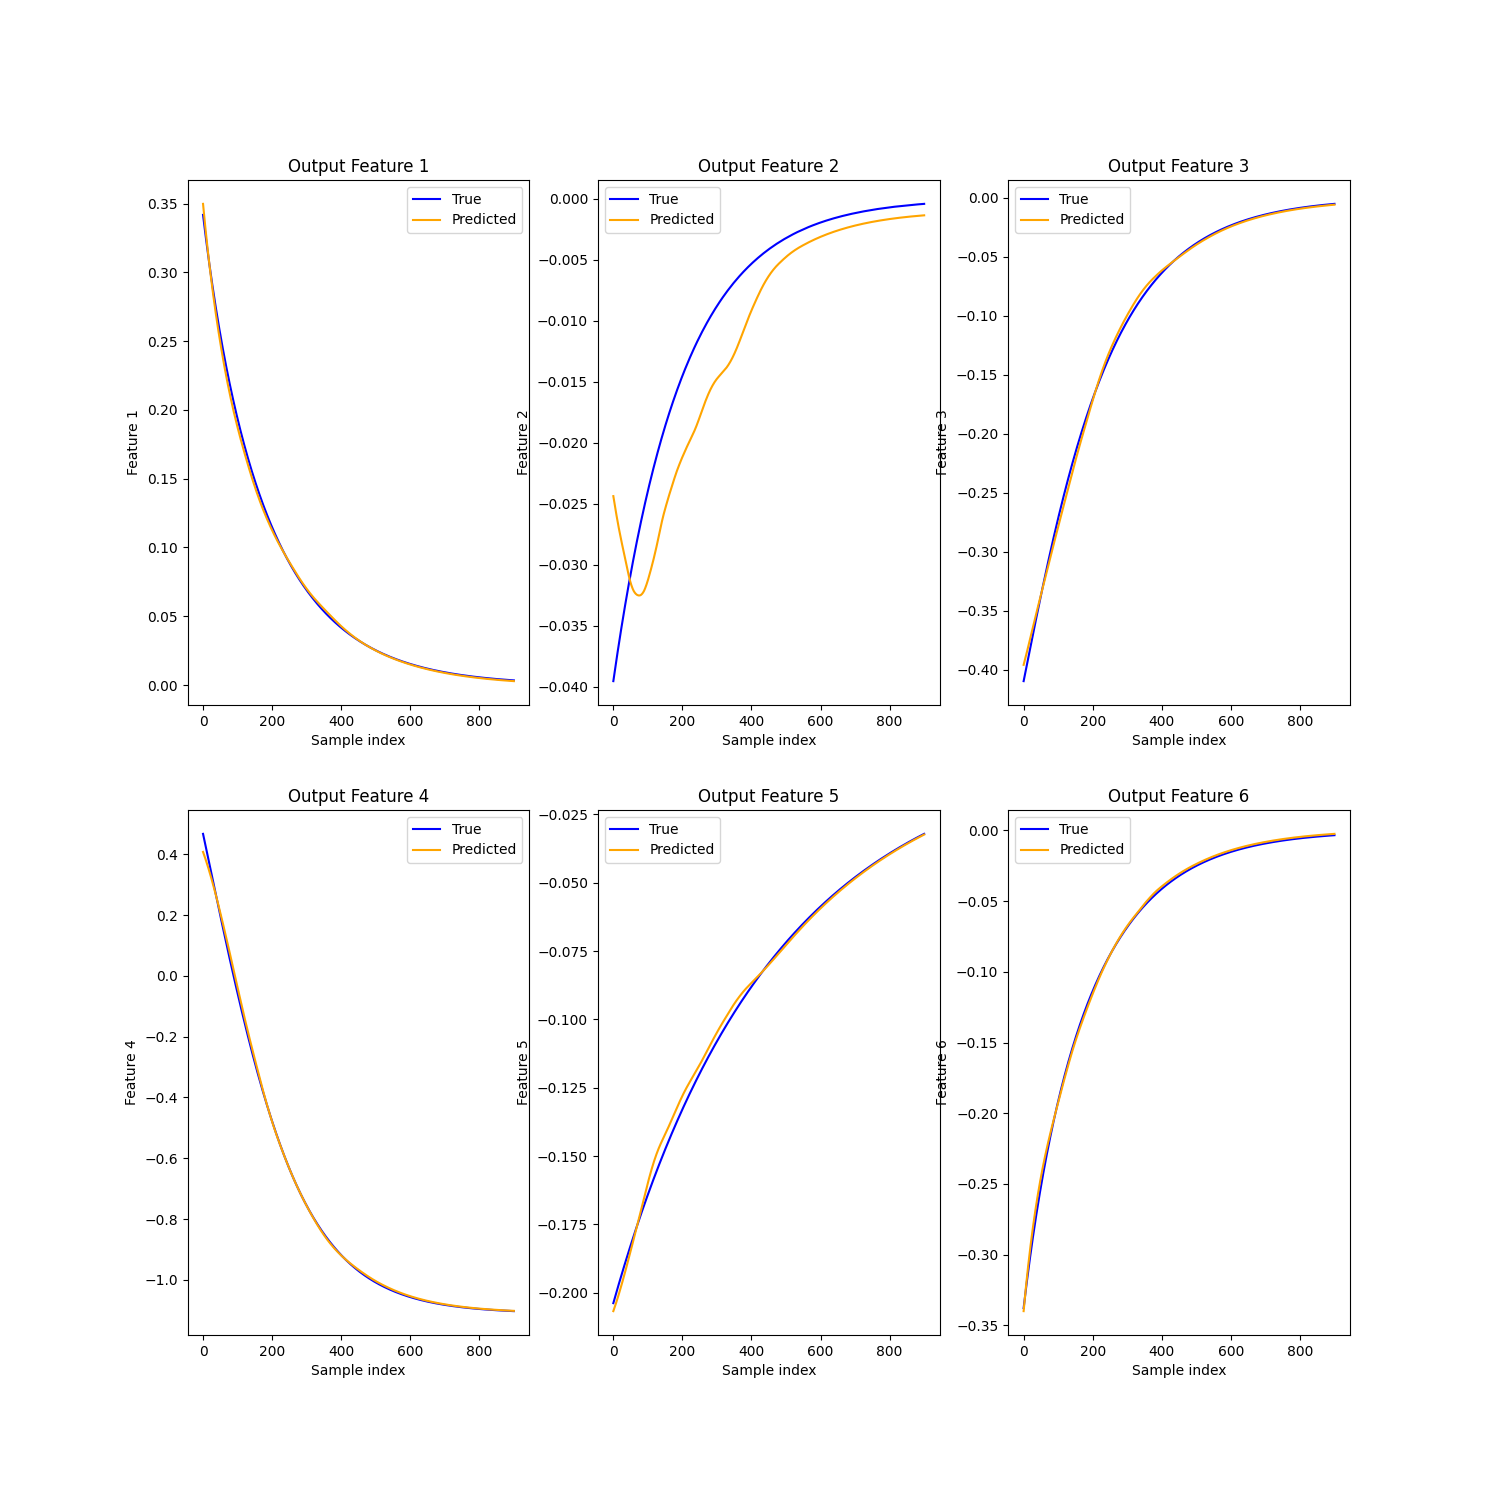 Output Feature 1
Feature 1
0.35
0.30
0.25
0.20
0.15
0.10
0.05
0.00
True
Predicted
0 200 400 600 800
Sample index
Output Feature 2
Feature 2
0.000
−0.005
−0.010
−0.015
−0.020
−0.025
−0.030
−0.035
−0.040
True
Predicted
0 200 400 600 800
Sample index
Output Feature 3
Feature 3
0.00
−0.05
−0.10
−0.15
−0.20
−0.25
−0.30
−0.35
−0.40
True
Predicted
0 200 400 600 800
Sample index
Output Feature 4
Feature 4
0.4
0.2
0.0
−0.2
−0.4
−0.6
−0.8
−1.0
True
Predicted
0 200 400 600 800
Sample index
Output Feature 5
Feature 5
−0.025
−0.050
−0.075
−0.100
−0.125
−0.150
−0.175
−0.200
True
Predicted
0 200 400 600 800
Sample index
Output Feature 6
Feature 6
0.00
−0.05
−0.10
−0.15
−0.20
−0.25
−0.30
−0.35
True
Predicted
0 200 400 600 800
Sample index